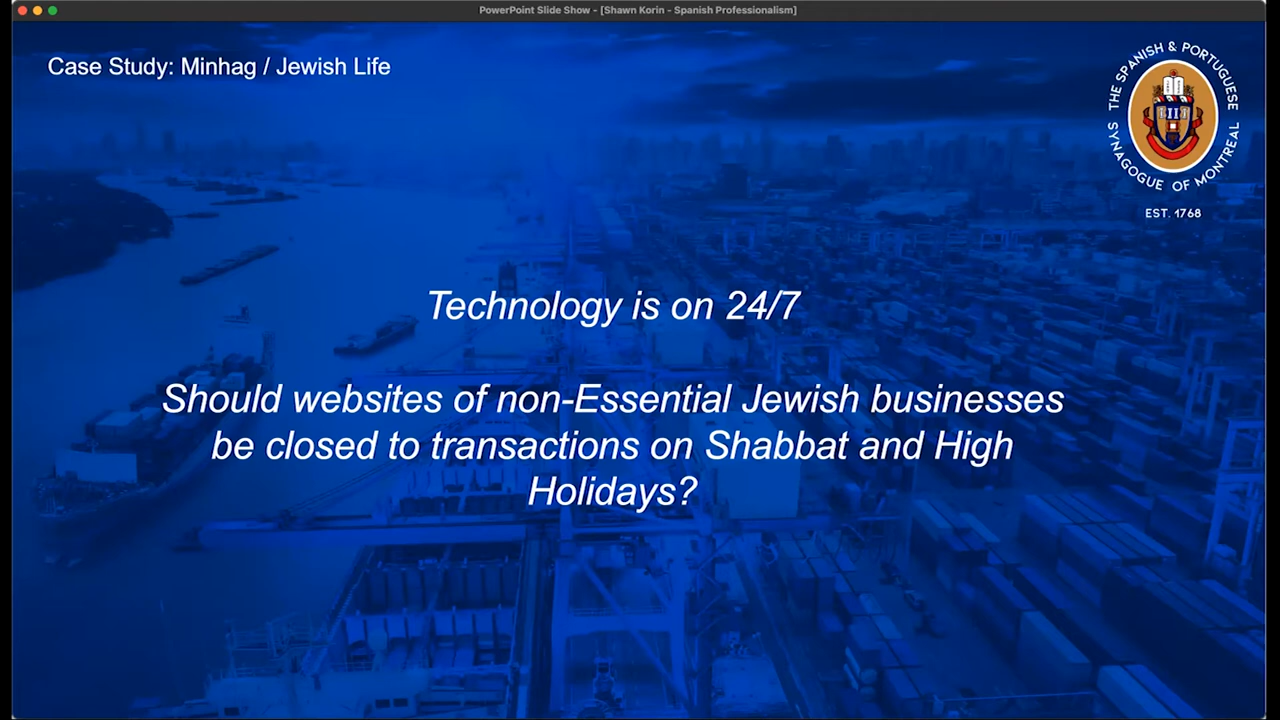 PowerPoint Slide Show - [Shawn Korin - Spanish Professionalism]
Case Study: Minhag / Jewish Life
THE SPANISH & PORTUGUESE
SYNAGOGUE OF MONTREAL
EST. 1768
Technology is on 24/7
Should websites of non-Essential Jewish businesses
be closed to transactions on Shabbat and High
Holidays?